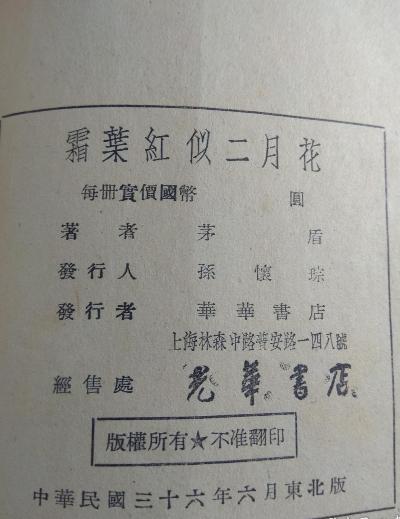 霜葉紅似二月花
每册實價國幣 圓
著者 茅盾
發行人 孫懷琮
發行者 華華書店
上海林森中路普安路一四八號
經售處 光華書店
版權所有★不准翻印
中華民國三十六年六月東北版